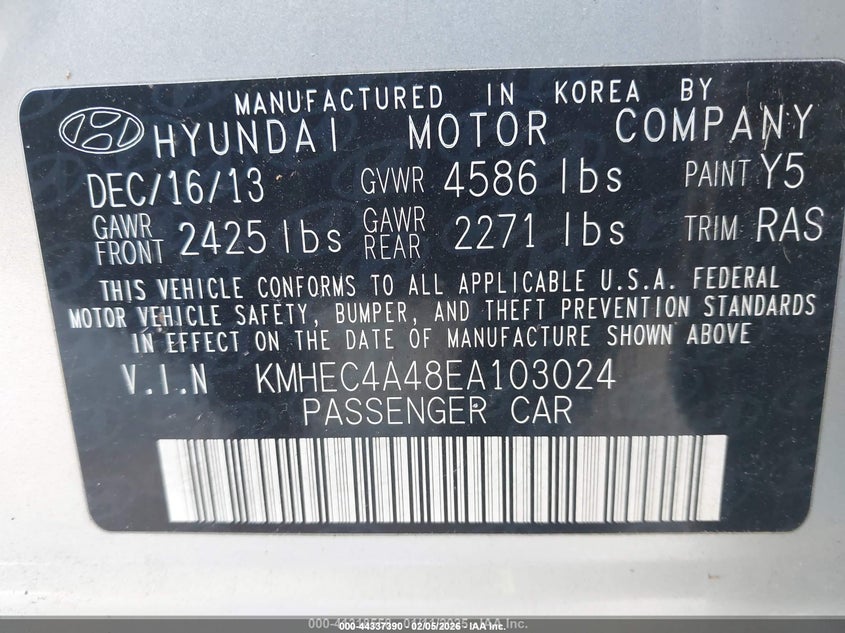 MANUFACTURED IN KOREA BY
HYUNDAI MOTOR COMPANY
DEC/16/13 GVWR 4586 lbs PAINT Y5
GAWR FRONT 2425 lbs GAWR REAR 2271 lbs TRIM RAS
THIS VEHICLE CONFORMS TO ALL APPLICABLE U.S.A. FEDERAL
MOTOR VEHICLE SAFETY, BUMPER, AND THEFT PREVENTION STANDARDS
IN EFFECT ON THE DATE OF MANUFACTURE SHOWN ABOVE
V.I.N KMHEC4A48EA103024
PASSENGER CAR
44337390 02/05/2026 IAA Inc.